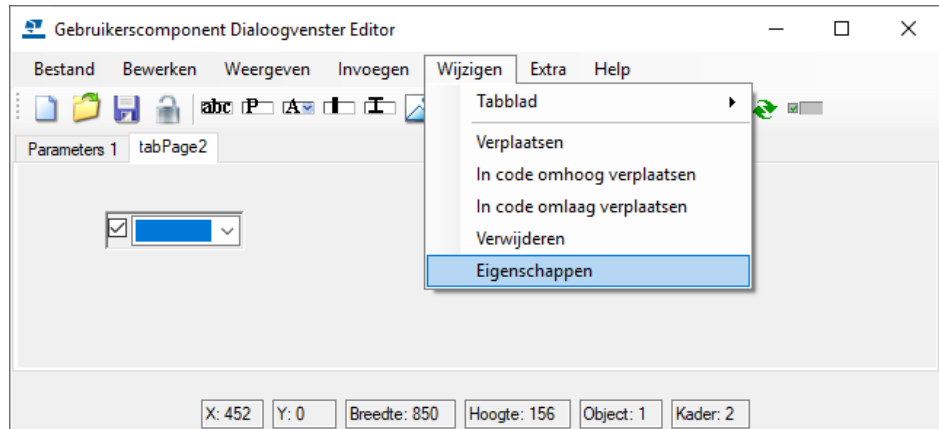 Gebruikerscomponent Dialoogvenster Editor
Bestand Bewerken Weergeven Invoegen Wijzigen Extra Help
abc P A I
Parameters 1 tabPage2
Tabblad
Verplaatsen
In code omhoog verplaatsen
In code omlaag verplaatsen
Verwijderen
Eigenschappen
X: 452 Y: 0 Breedte: 850 Hoogte: 156 Object: 1 Kader: 2